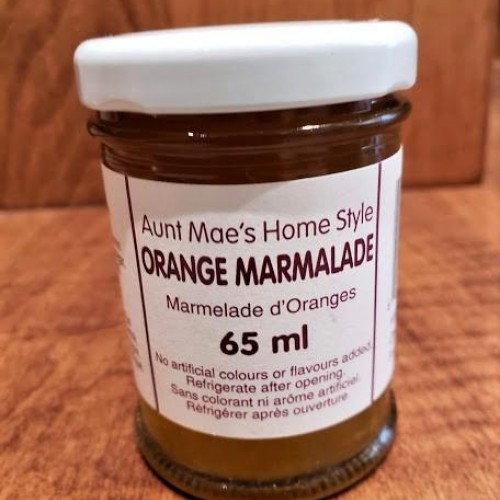 Aunt Mae's Home Style
ORANGE MARMALADE
Marmelade d'Oranges
65 ml
No artificial colours or flavours added.
Refrigerate after opening.
Sans colorant ni arôme artificiel.
Réfrigérer après ouverture